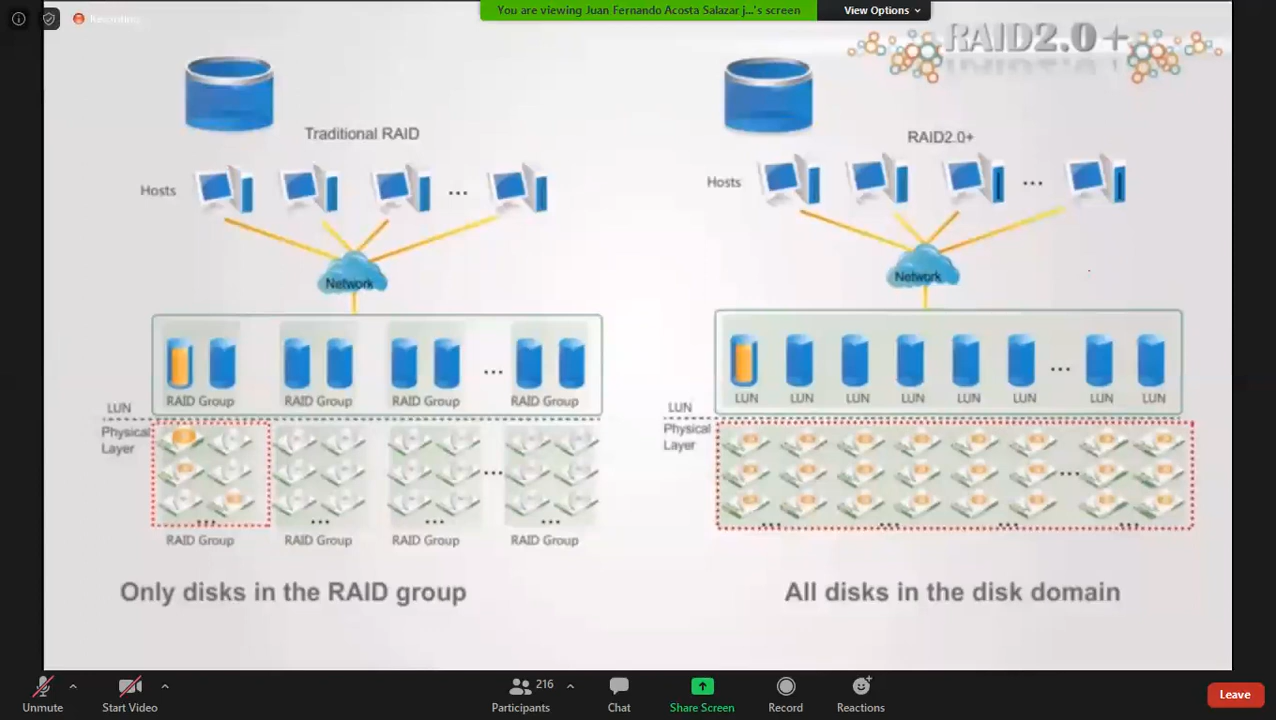 You are viewing Juan Fernando Acosta Salazar j...'s screen
View Options
Recording
RAID2.0+
Traditional RAID
Hosts
...
Network
RAID Group
RAID Group
RAID Group
...
RAID Group
LUN
Physical
Layer
...
...
...
...
...
RAID Group
RAID Group
RAID Group
RAID Group
Only disks in the RAID group
RAID2.0+
Hosts
...
Network
LUN
LUN
LUN
LUN
LUN
LUN
...
LUN
LUN
LUN
Physical
Layer
...
...
...
...
...
All disks in the disk domain
Unmute
Start Video
216
Participants
Chat
Share Screen
Record
Reactions
Leave